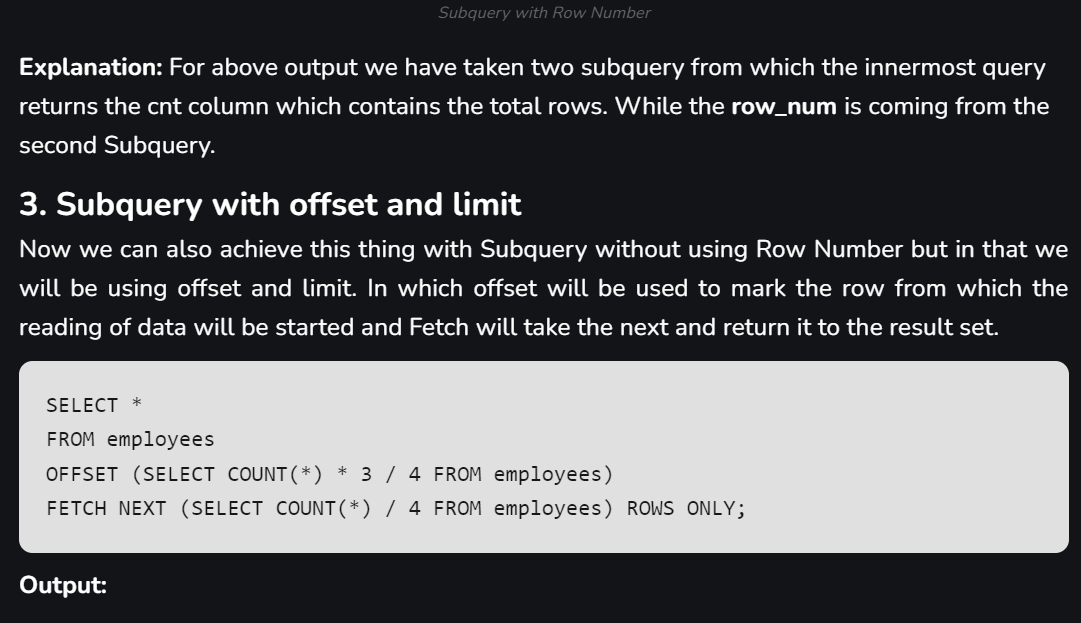 Subquery with Row Number
Explanation: For above output we have taken two subquery from which the innermost query
returns the cnt column which contains the total rows. While the row_num is coming from the
second Subquery.
3. Subquery with offset and limit
Now we can also achieve this thing with Subquery without using Row Number but in that we
will be using offset and limit. In which offset will be used to mark the row from which the
reading of data will be started and Fetch will take the next and return it to the result set.
SELECT *
FROM employees
OFFSET (SELECT COUNT(*) * 3 / 4 FROM employees)
FETCH NEXT (SELECT COUNT(*) / 4 FROM employees) ROWS ONLY;
Output: